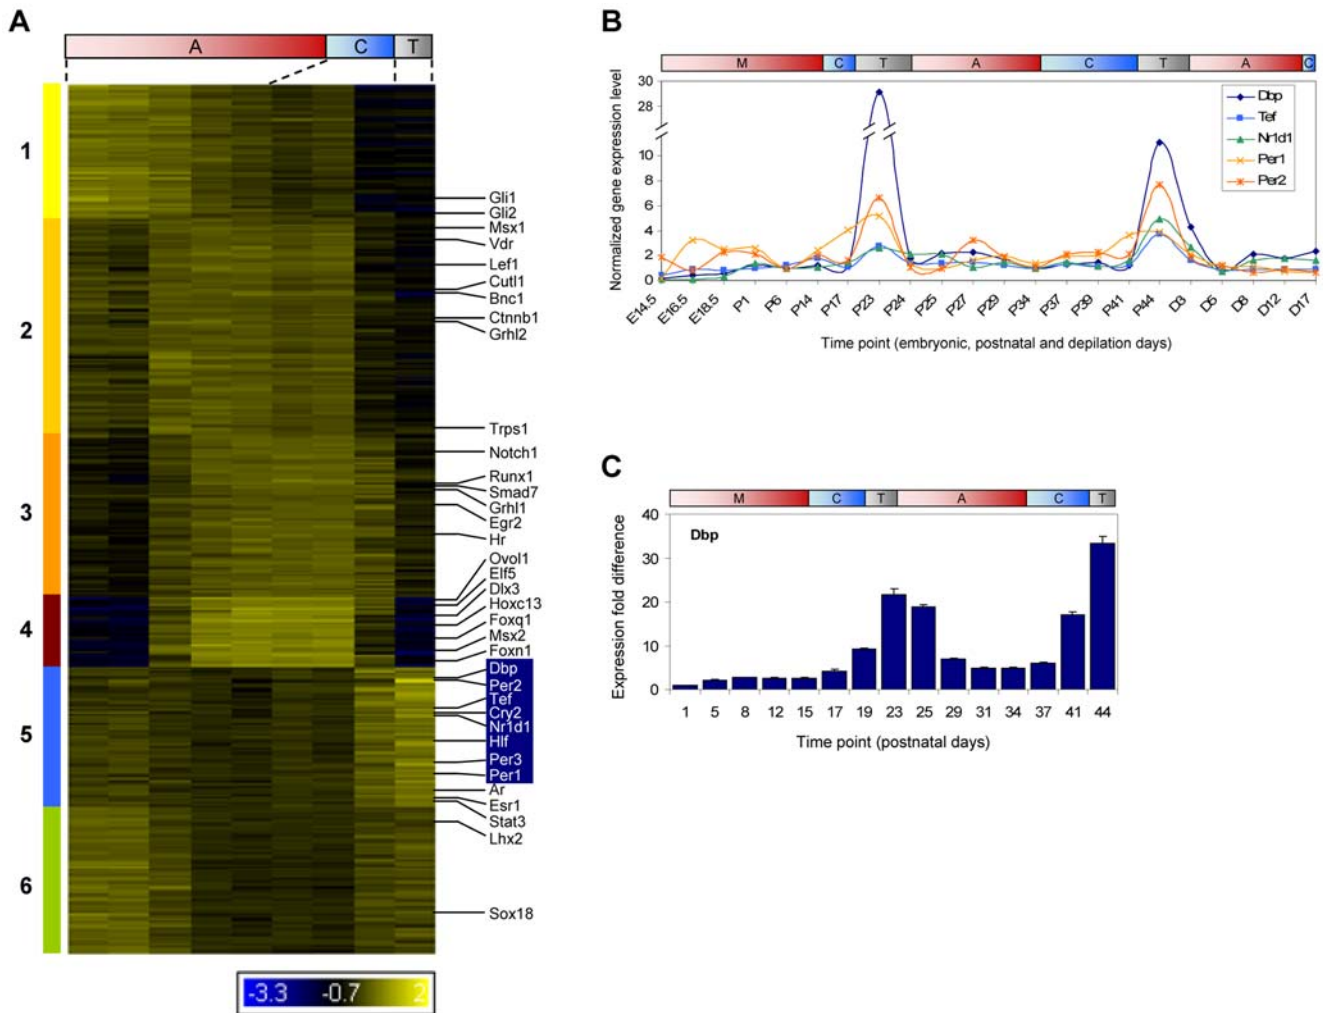 A
A C T
1
2
3
4
5
6
Gli1
Gli2
Msx1
Vdr
Lef1
Cutl1
Bnc1
Ctnnb1
Grhl2
Trps1
Notch1
Runx1
Smad7
Grhl1
Egr2
Hr
Ovol1
Elf5
Dlx3
Hoxc13
Foxq1
Msx2
Foxn1
Dbp
Per2
Tef
Cry2
Nr1d1
Hlf
Per3
Per1
Ar
Esr1
Stat3
Lhx2
Sox18
-3.3 -0.7 2
B
M C T A C T A C
Normalized gene expression level
30
28
10
8
6
4
2
0
Dbp
Tef
Nr1d1
Per1
Per2
E14.5 E16.5 E18.5 P1 P6 P14 P17 P23 P24 P25 P27 P29 P34 P37 P39 P41 P44 D3 D5 D8 D12 D17
Time point (embryonic, postnatal and depilation days)
C
M C T A C T
Expression fold difference
40
30
20
10
0
Dbp
1 5 8 12 15 17 19 23 25 29 31 34 37 41 44
Time point (postnatal days)